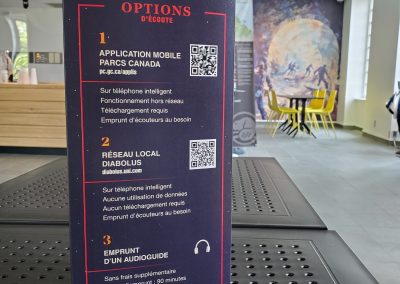 OPTIONS
D'ÉCOUTE
1
APPLICATION MOBILE
PARCS CANADA
pc.gc.ca/applis
Sur téléphone intelligent
Fonctionnement hors réseau
Téléchargement requis
Emprunt d'écouteurs au besoin
2
RÉSEAU LOCAL
DIABOLUS
diabolus.uni.com
Sur téléphone intelligent
Aucune utilisation de données
Aucun téléchargement requis
Emprunt d'écouteurs au besoin
3
EMPRUNT
D'UN AUDIOGUIDE
Sans frais supplémentaire
90 minutes